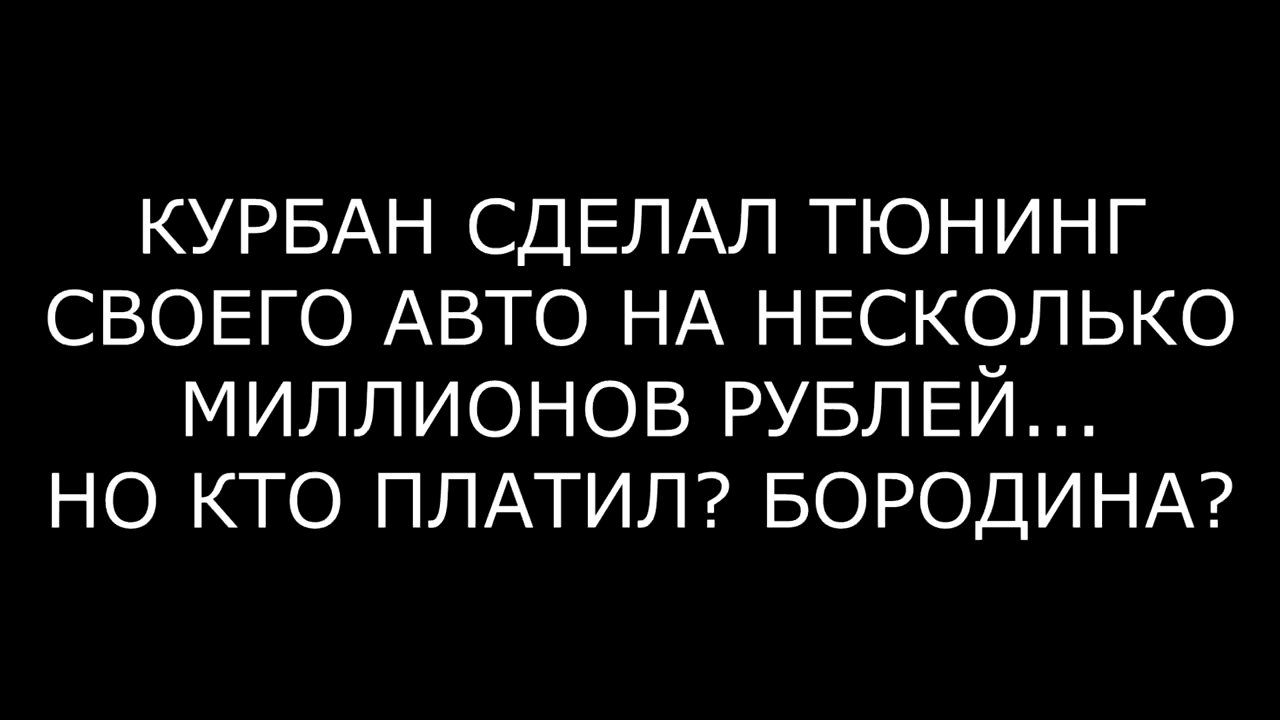 КУРБАН СДЕЛАЛ ТЮНИНГ
СВОЕГО АВТО НА НЕСКОЛЬКО
МИЛЛИОНОВ РУБЛЕЙ...
НО КТО ПЛАТИЛ? БОРОДИНА?